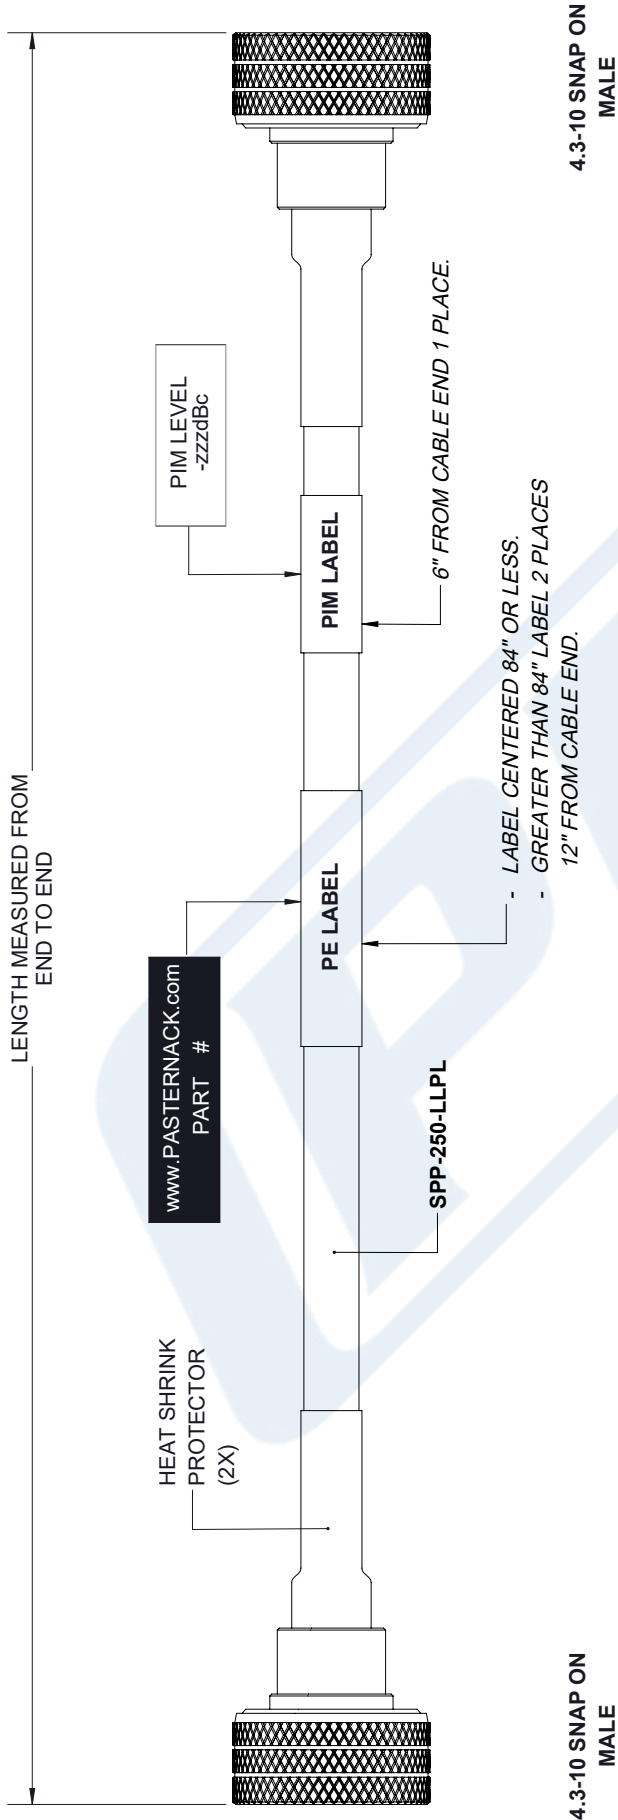 LENGTH MEASURED FROM
END TO END
HEAT SHRINK
PROTECTOR
(2X)
www.PASTERNACK.com
PART #
PIM LEVEL
-zzzdBc
PE LABEL
PIM LABEL
SPP-250-LLPL
- LABEL CENTERED 84" OR LESS.
- GREATER THAN 84" LABEL 2 PLACES
12" FROM CABLE END.
6" FROM CABLE END 1 PLACE.
4.3-10 SNAP ON
MALE
4.3-10 SNAP ON
MALE